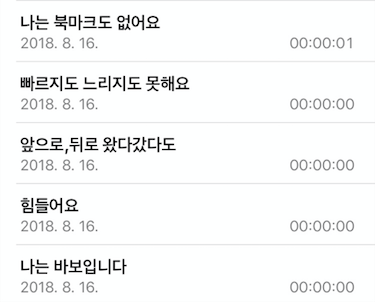 나는 북마크도 없어요
2018. 8. 16. 00:00:01
빠르지도 느리지도 못해요
2018. 8. 16. 00:00:00
앞으로,뒤로 왔다갔다도
2018. 8. 16. 00:00:00
힘들어요
2018. 8. 16. 00:00:00
나는 바보입니다
2018. 8. 16. 00:00:00